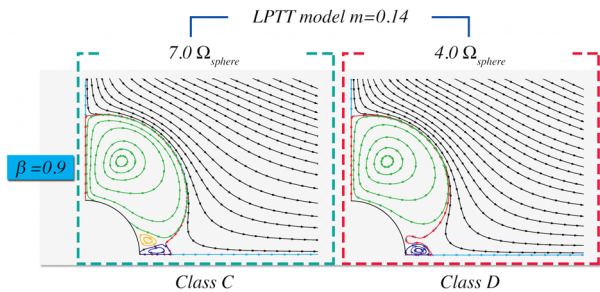 LPTT model m=0.14
7.0 Ωsphere
4.0 Ωsphere
β =0.9
Class C
Class D